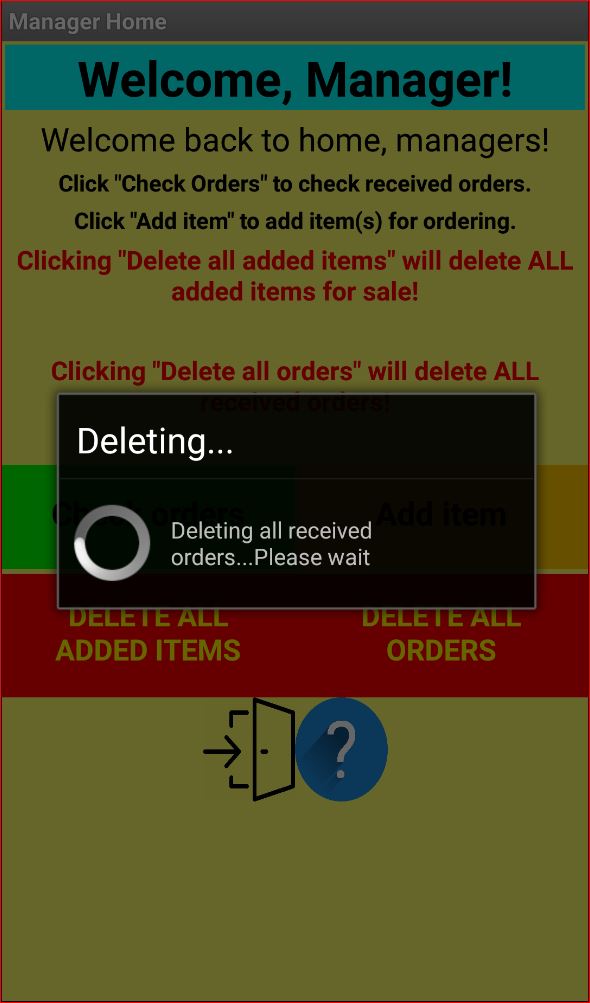 Manager Home
Welcome, Manager!
Welcome back to home, managers!
Click "Check Orders" to check received orders.
Click "Add item" to add item(s) for ordering.
Clicking "Delete all added items" will delete ALL
added items for sale!
Clicking "Delete all orders" will delete ALL
received orders!
Deleting...
Check orders
Add item
Deleting all received
orders...Please wait
DELETE ALL
ADDED ITEMS
DELETE ALL
ORDERS
?